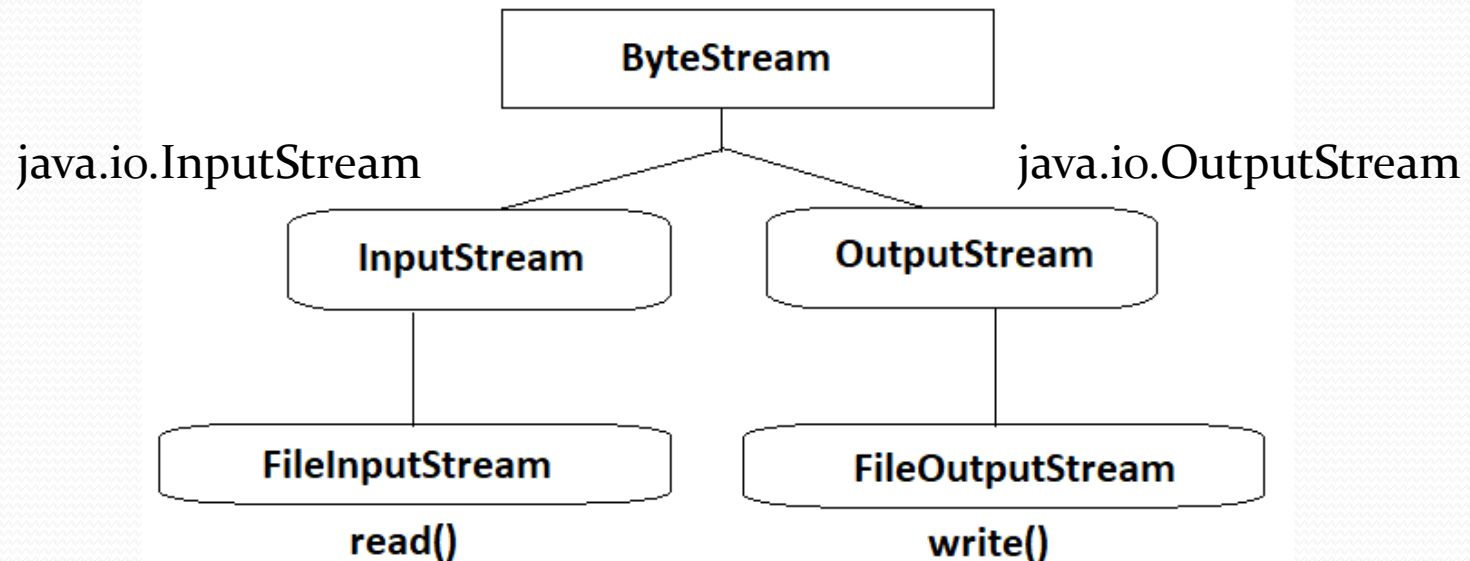 ByteStream
java.io.InputStream
java.io.OutputStream
InputStream
OutputStream
FileInputStream
FileOutputStream
read()
write()